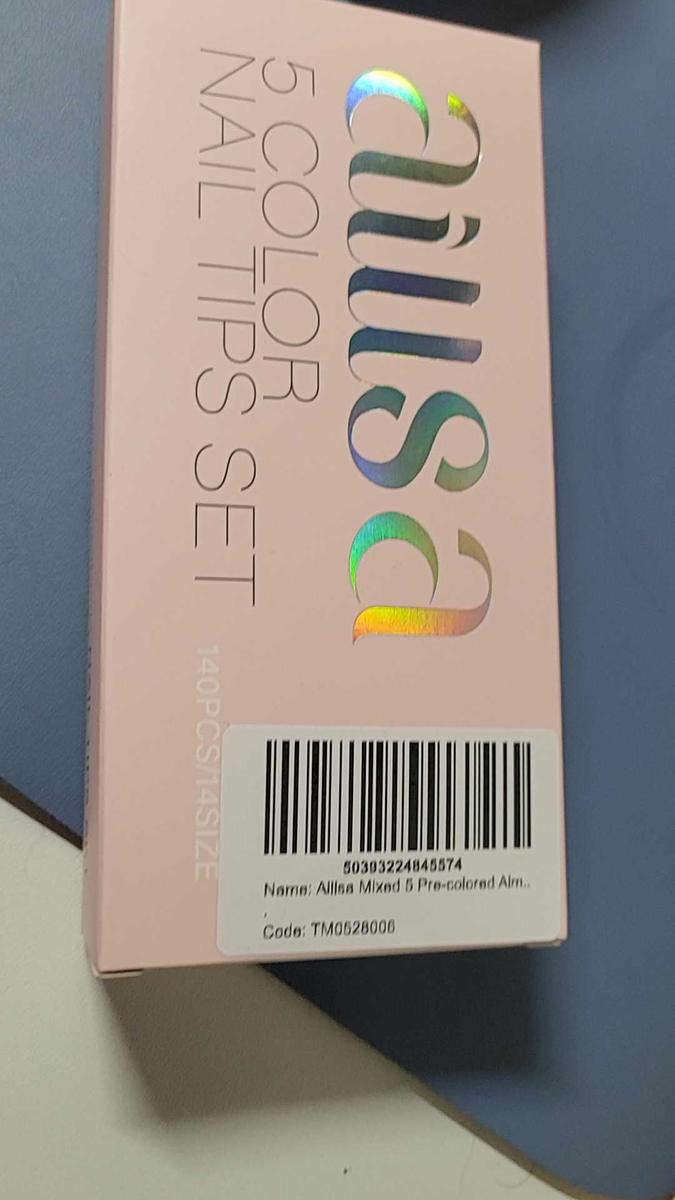 aillsa
5 COLOR
NAIL TIPS SET
140PCS/14SIZE
50393224845574
Name: Aillsa Mixed 5 Pre-colored Alm..
,
Code: TM0528006